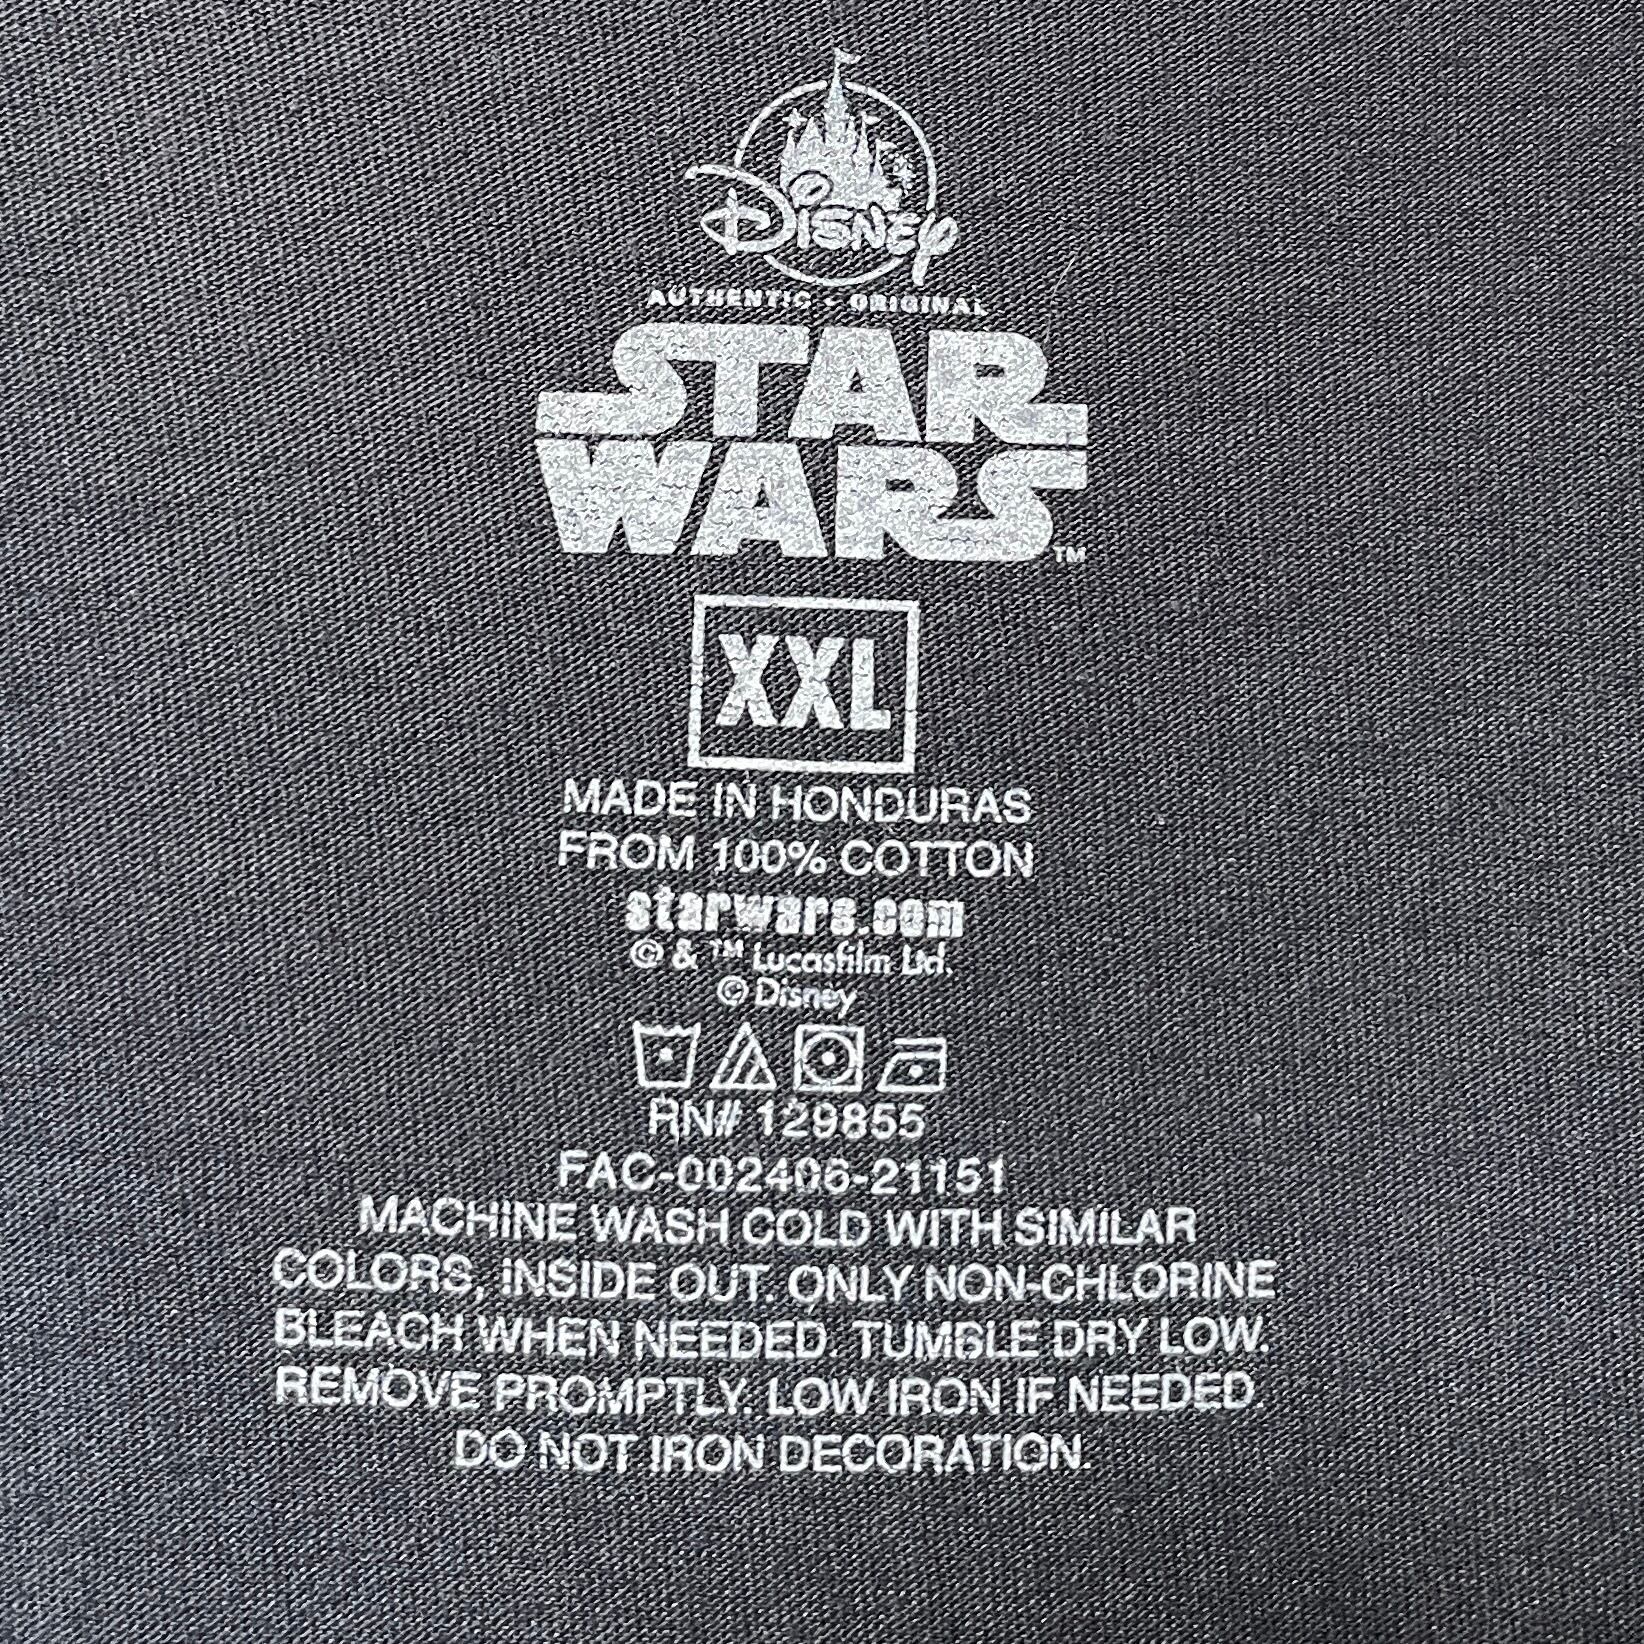 Disney
AUTHENTIC • ORIGINAL
STAR
WARS™
XXL
MADE IN HONDURAS
FROM 100% COTTON
starwars.com
© & ™ Lucasfilm Ltd.
© Disney
RN# 129855
FAC-002406-21151
MACHINE WASH COLD WITH SIMILAR
COLORS, INSIDE OUT. ONLY NON-CHLORINE
BLEACH WHEN NEEDED. TUMBLE DRY LOW.
REMOVE PROMPTLY. LOW IRON IF NEEDED.
DO NOT IRON DECORATION.